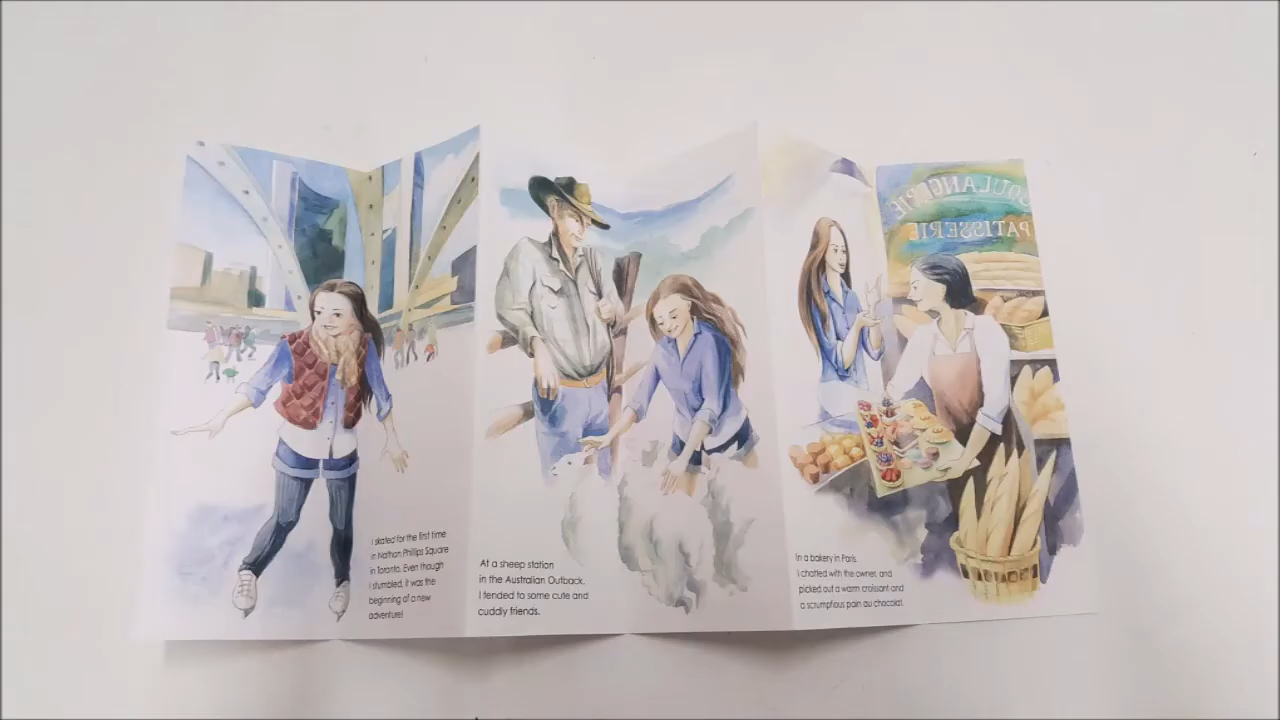 I skated for the first time
in Nathan Phillips Square
in Toronto. Even though
I stumbled, it was the
beginning of a new
adventure!
At a sheep station
in the Australian Outback,
I tended to some cute and
cuddly friends.
BOULANGERIE
PATISSERIE
In a bakery in Paris,
I chatted with the owner, and
picked out a warm croissant and
a scrumptious pain au chocolat.